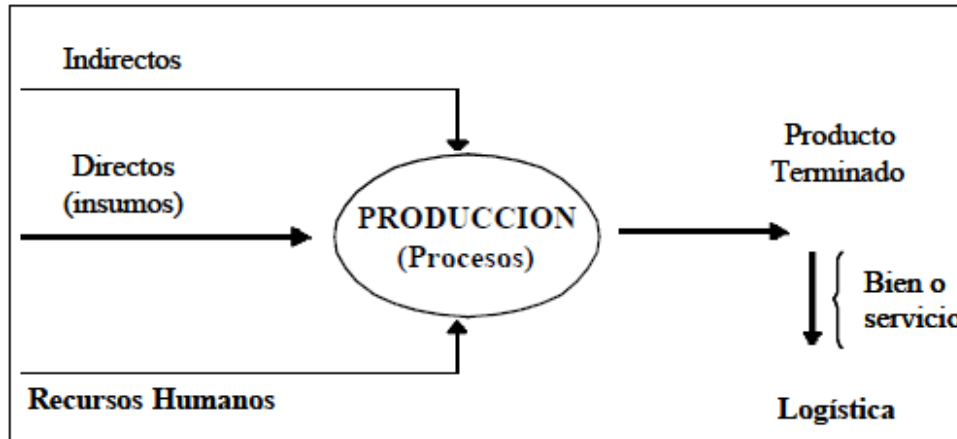 Indirectos
Directos
(insumos)
PRODUCCION
(Procesos)
Recursos Humanos
Producto
Terminado
Bien o
servicio
Logística